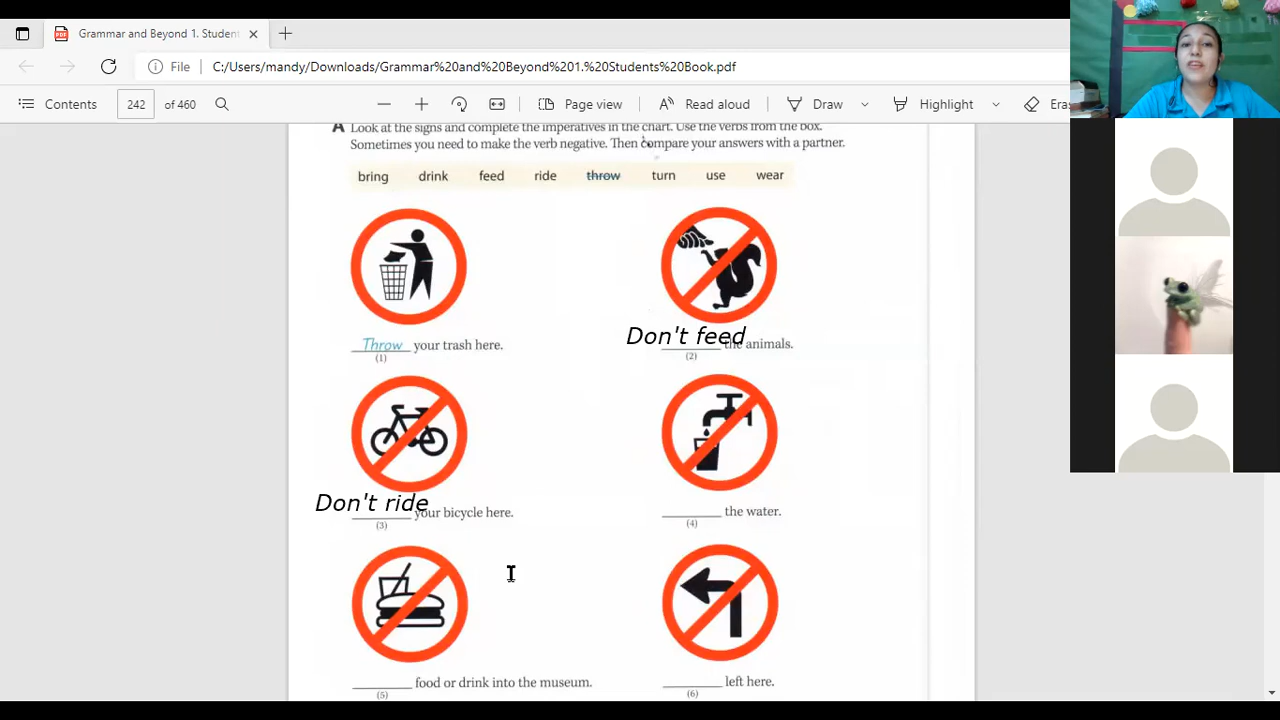 Grammar and Beyond 1. Student
File C:/Users/mandy/Downloads/Grammar%20and%20Beyond%201.%20Students%20Book.pdf
Contents 242 of 460 Page view Read aloud Draw Highlight Eras
A Look at the signs and complete the imperatives in the chart. Use the verbs from the box.
Sometimes you need to make the verb negative. Then compare your answers with a partner.
bring drink feed ride throw turn use wear
Throw your trash here.
(1)
Don't feed the animals.
(2)
Don't ride your bicycle here.
(3)
________ the water.
(4)
________ food or drink into the museum.
(5)
________ left here.
(6)